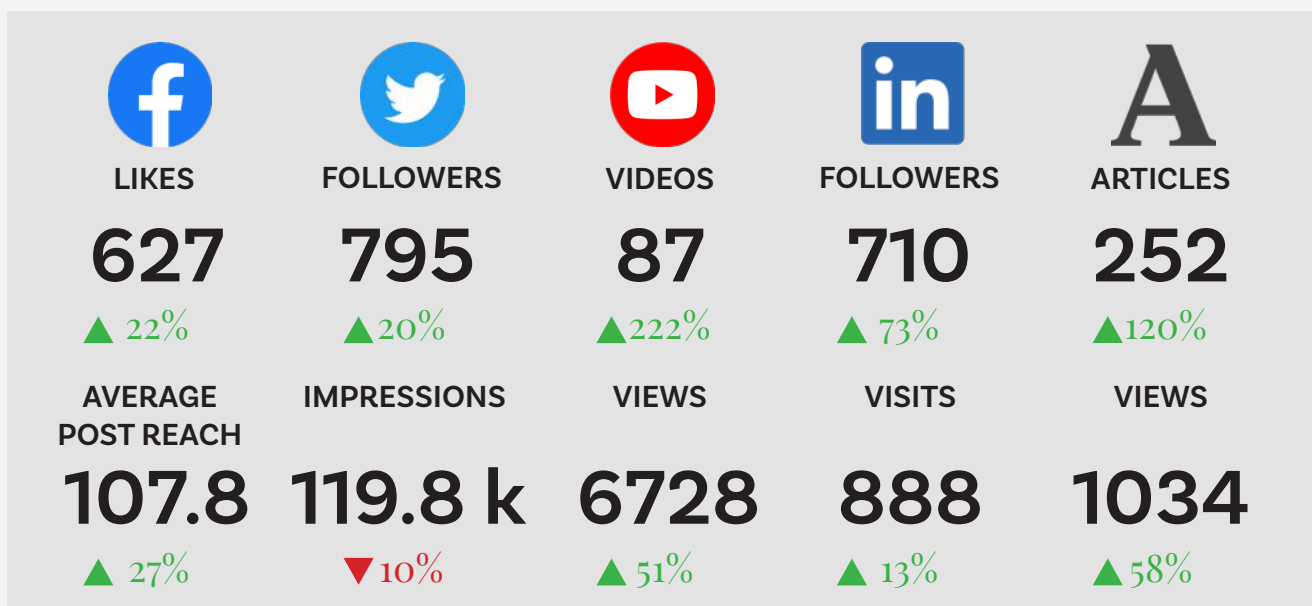 in
A
LIKES
FOLLOWERS
VIDEOS
FOLLOWERS
ARTICLES
627
795
87
710
252
▲ 22%
▲ 20%
▲ 222%
▲ 73%
▲ 120%
AVERAGE
POST REACH
IMPRESSIONS
VIEWS
VISITS
VIEWS
107.8
119.8 k
6728
888
1034
▲ 27%
▼ 10%
▲ 51%
▲ 13%
▲ 58%